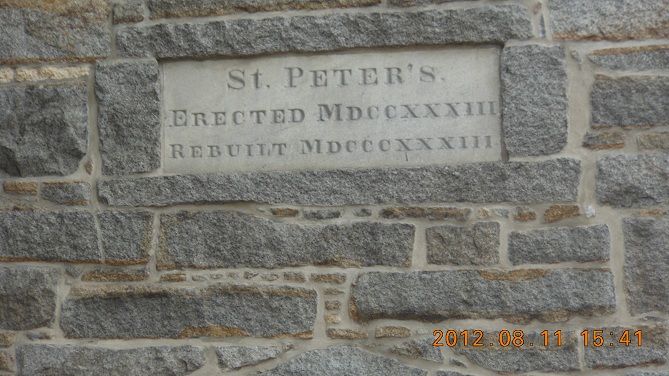 St. PETER'S.
ERECTED MDCCXXXIII
REBUILT MDCCCXXXIII
2012.08.11 15:41